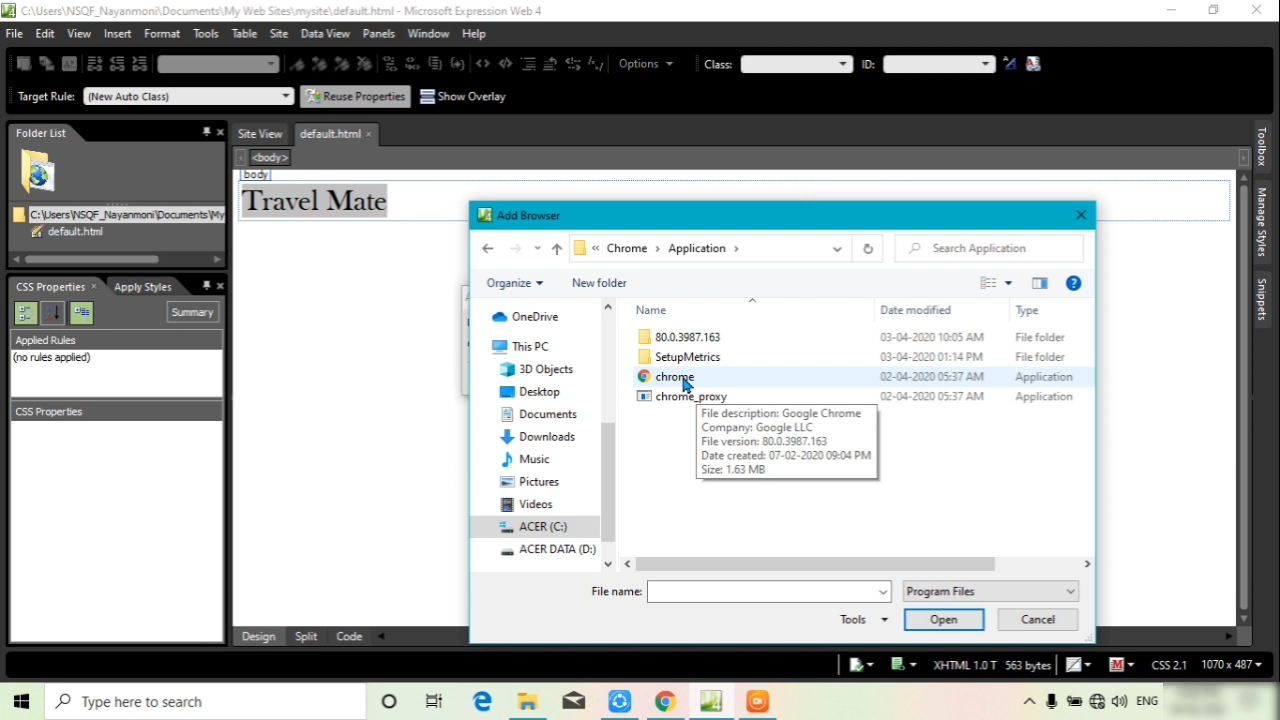 C:\Users\NSQF_Nayanmoni\Documents\My Web Sites\mysite\default.html - Microsoft Expression Web 4
File Edit View Insert Format Tools Table Site Data View Panels Window Help
Options Class: ID:
Target Rule: (New Auto Class) Reuse Properties Show Overlay
Folder List
Site View default.html
<body>
body
Travel Mate
C:\Users\NSQF_Nayanmoni\Documents\My
default.html
CSS Properties Apply Styles
Summary
Applied Rules
(no rules applied)
CSS Properties
Toolbox
Manage Styles
Snippets
Add Browser
« Chrome › Application ›
Search Application
Organize New folder
Name Date modified Type
OneDrive
This PC
3D Objects
Desktop
Documents
Downloads
Music
Pictures
Videos
ACER (C:)
ACER DATA (D:)
80.0.3987.163 03-04-2020 10:05 AM File folder
SetupMetrics 03-04-2020 01:14 PM File folder
chrome 02-04-2020 05:37 AM Application
chrome_proxy 02-04-2020 05:37 AM Application
File description: Google Chrome
Company: Google LLC
File version: 80.0.3987.163
Date created: 07-02-2020 09:04 PM
Size: 1.63 MB
File name: Program Files
Tools Open Cancel
Design Split Code
XHTML 1.0 T 563 bytes CSS 2.1 1070 x 487
Type here to search
ENG